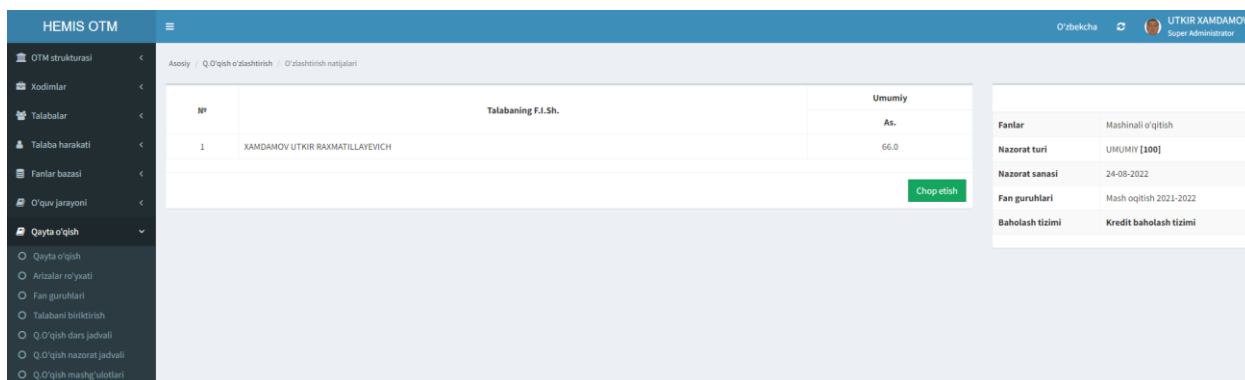 HEMIS OTM
O'zbekcha
UTKIR XAMDAMOV
Super Administrator
OTM strukturasi
Xodimlar
Talabalar
Talaba harakati
Fanlar bazasi
O'quv jarayoni
Qayta o'qish
Qayta o'qish
Arizalar ro'yxati
Fan guruhlari
Talabani biriktirish
Q.O'qish dars jadvali
Q.O'qish nazorat jadvali
Q.O'qish mashg'ulotlari
Asosiy / Q.O'qish o'zlashtirish / O'zlashtirish natijalari
№ Talabaning F.I.Sh. Umumiy
As.
1 XAMDAMOV UTKIR RAXMATILLAYEVICH 66.0
Chop etish
Fanlar Mashinali o'qitish
Nazorat turi UMUMIY [100]
Nazorat sanasi 24-08-2022
Fan guruhlari Mash oqitish 2021-2022
Baholash tizimi Kredit baholash tizimi